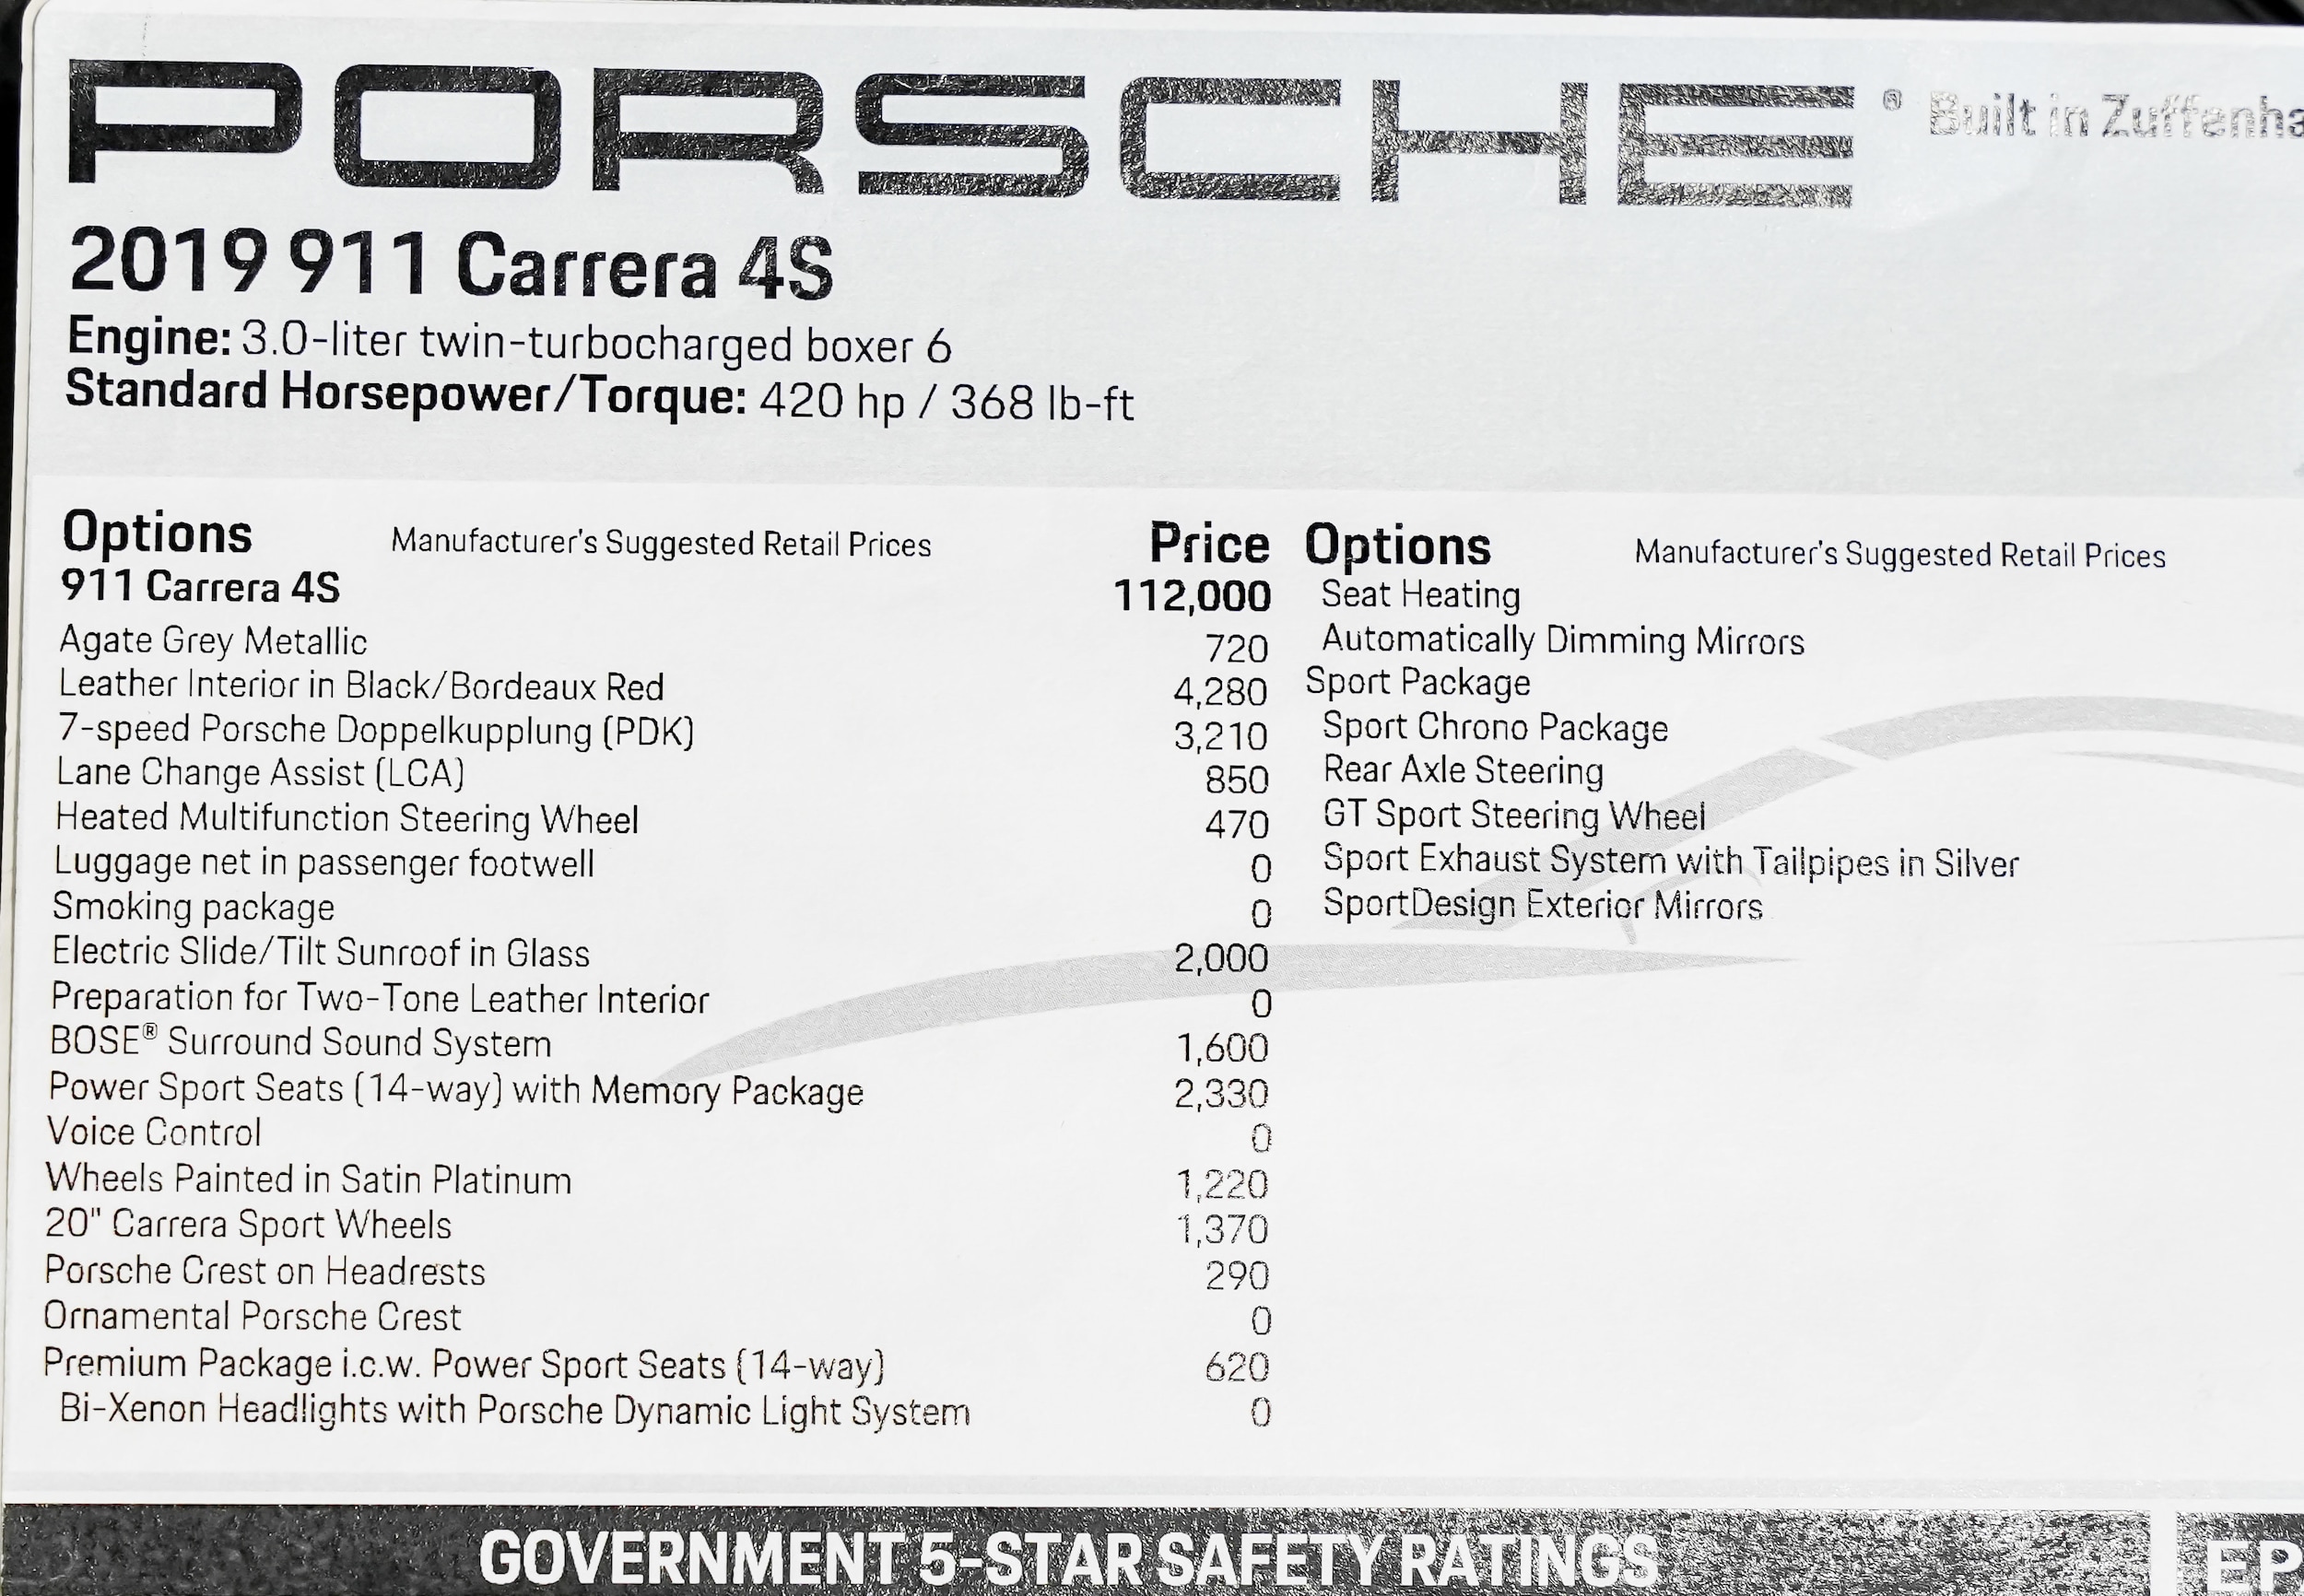 PORSCHE® Built in
2019 911 Carrera 4S
Engine: 3.0-liter twin-turbocharged boxer 6
Standard Horsepower/Torque: 420 hp / 368 lb-ft
Options Manufacturer's Suggested Retail Prices Price
911 Carrera 4S 112,000
Agate Grey Metallic 720
Leather Interior in Black/Bordeaux Red 4,280
7-speed Porsche Doppelkupplung (PDK) 3,210
Lane Change Assist (LCA) 850
Heated Multifunction Steering Wheel 470
Luggage net in passenger footwell 0
Smoking package 0
Electric Slide/Tilt Sunroof in Glass 2,000
Preparation for Two-Tone Leather Interior 0
BOSE® Surround Sound System 1,600
Power Sport Seats (14-way) with Memory Package 2,330
Voice Control 0
Wheels Painted in Satin Platinum 1,220
20" Carrera Sport Wheels 1,370
Porsche Crest on Headrests 290
Ornamental Porsche Crest 0
Premium Package i.c.w. Power Sport Seats (14-way) 620
Bi-Xenon Headlights with Porsche Dynamic Light System 0
Options Manufacturer's Suggested Retail Prices
Seat Heating
Automatically Dimming Mirrors
Sport Package
Sport Chrono Package
Rear Axle Steering
GT Sport Steering Wheel
Sport Exhaust System with Tailpipes in Silver
SportDesign Exterior Mirrors
GOVERNMENT 5-STAR SAFETY RATINGS